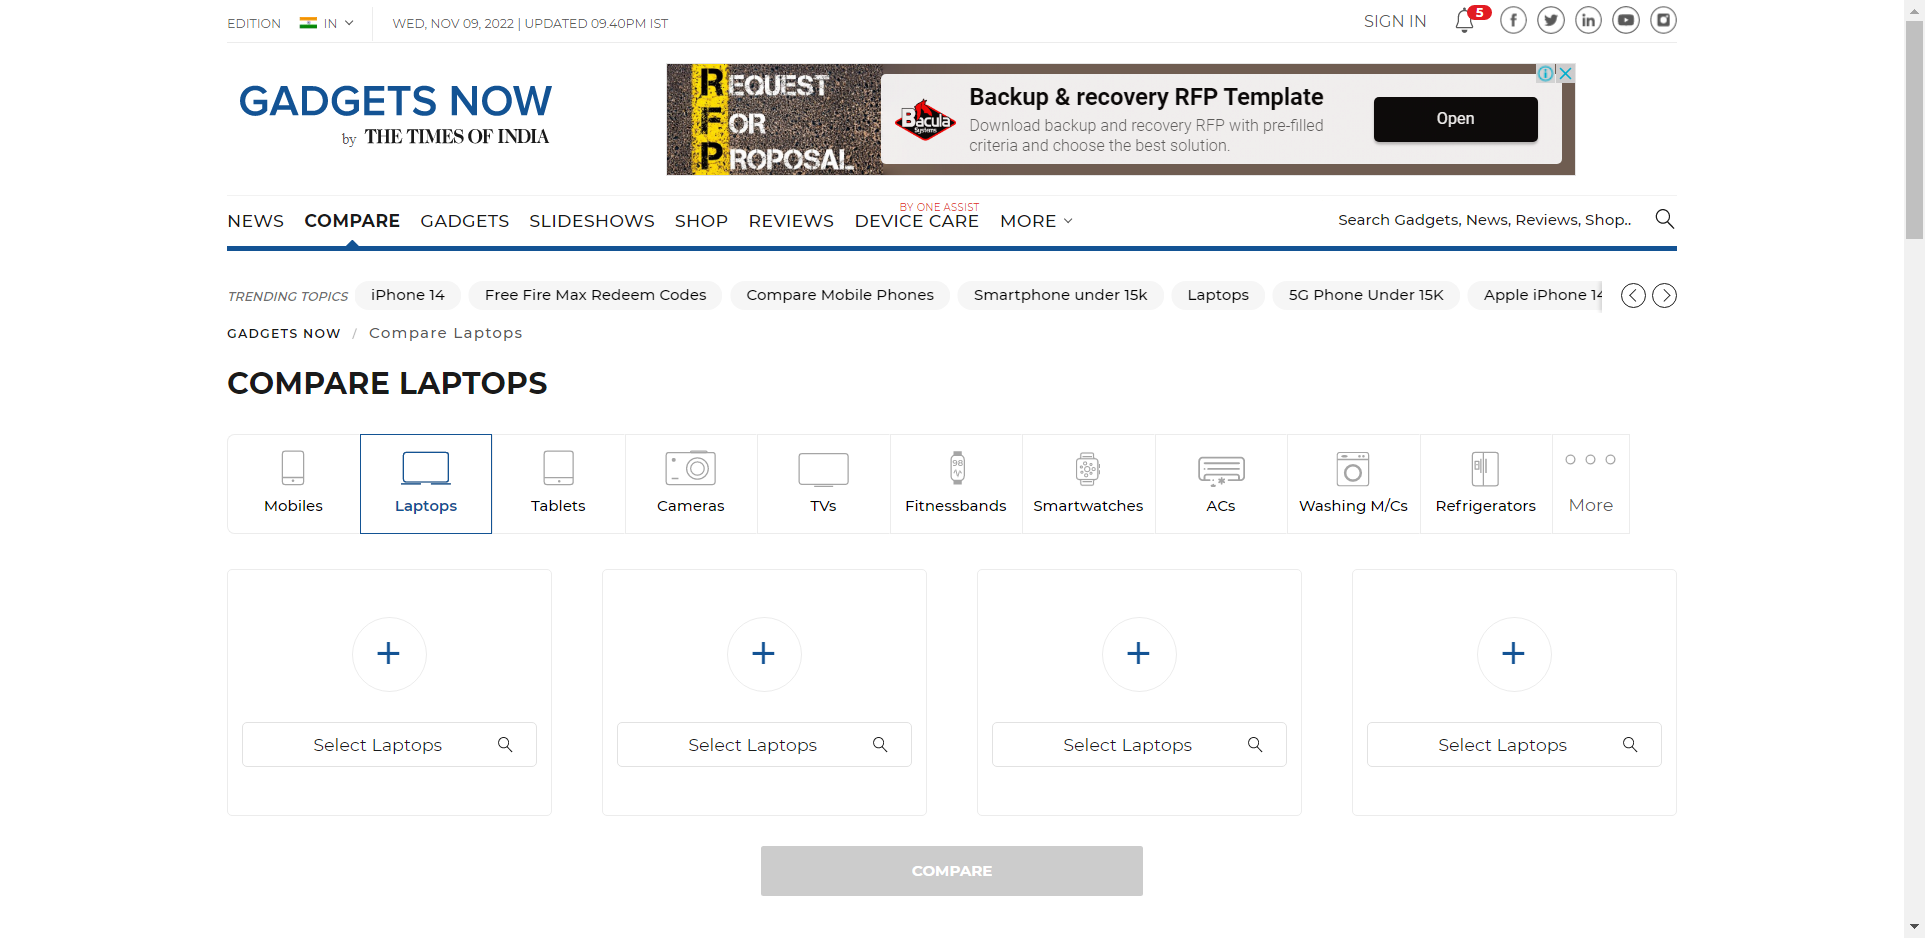 EDITION IN WED, NOV 09, 2022 | UPDATED 09.40PM IST SIGN IN 5
GADGETS NOW
by THE TIMES OF INDIA
REQUEST
FOR
PROPOSAL
Bacula
Systems
Backup & recovery RFP Template
Download backup and recovery RFP with pre-filled
criteria and choose the best solution.
Open
BY ONE ASSIST
NEWS COMPARE GADGETS SLIDESHOWS SHOP REVIEWS DEVICE CARE MORE Search Gadgets, News, Reviews, Shop..
TRENDING TOPICS iPhone 14 Free Fire Max Redeem Codes Compare Mobile Phones Smartphone under 15k Laptops 5G Phone Under 15K Apple iPhone 14
GADGETS NOW / Compare Laptops
COMPARE LAPTOPS
98
Mobiles Laptops Tablets Cameras TVs Fitnessbands Smartwatches ACs Washing M/Cs Refrigerators More
Select Laptops Select Laptops Select Laptops Select Laptops
COMPARE